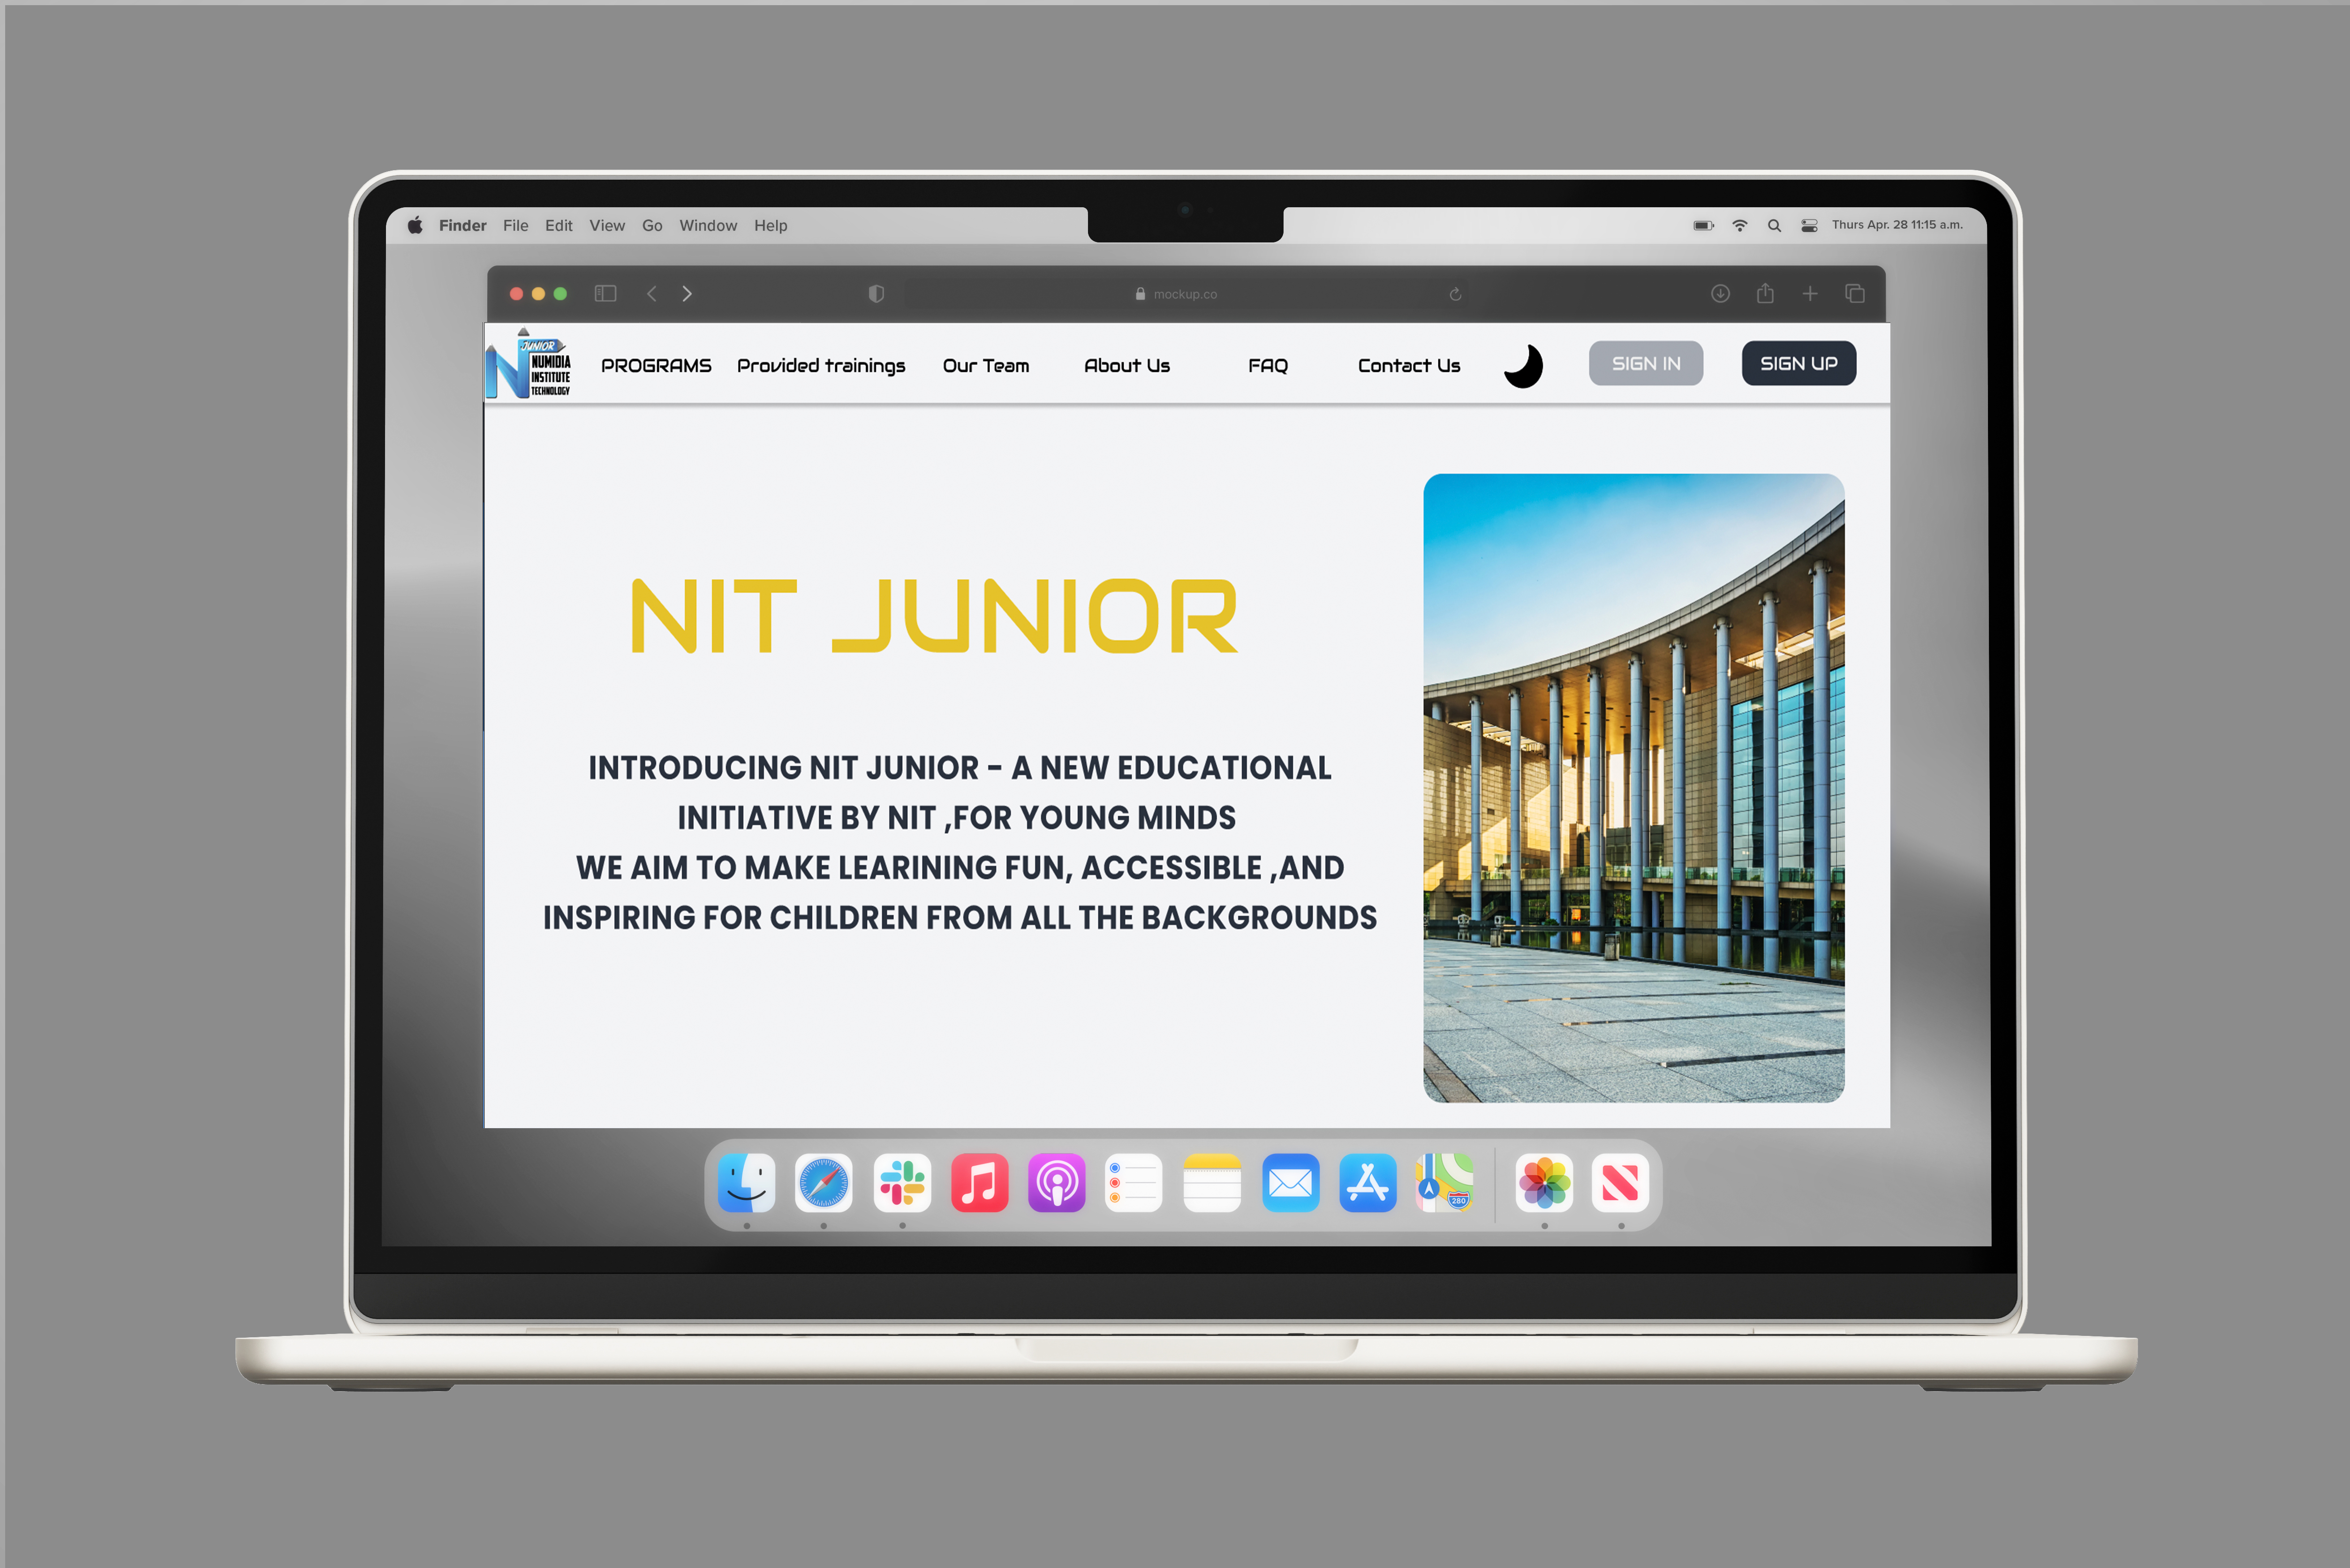 Finder File Edit View Go Window Help
Thurs Apr. 28 11:15 a.m.
mockup.co
JUNIOR
NUMIDIA
INSTITUTE
TECHNOLOGY
PROGRAMS Provided trainings Our Team About Us FAQ Contact Us SIGN IN SIGN UP
NIT JUNIOR
INTRODUCING NIT JUNIOR - A NEW EDUCATIONAL
INITIATIVE BY NIT ,FOR YOUNG MINDS
WE AIM TO MAKE LEARINING FUN, ACCESSIBLE ,AND
INSPIRING FOR CHILDREN FROM ALL THE BACKGROUNDS
280